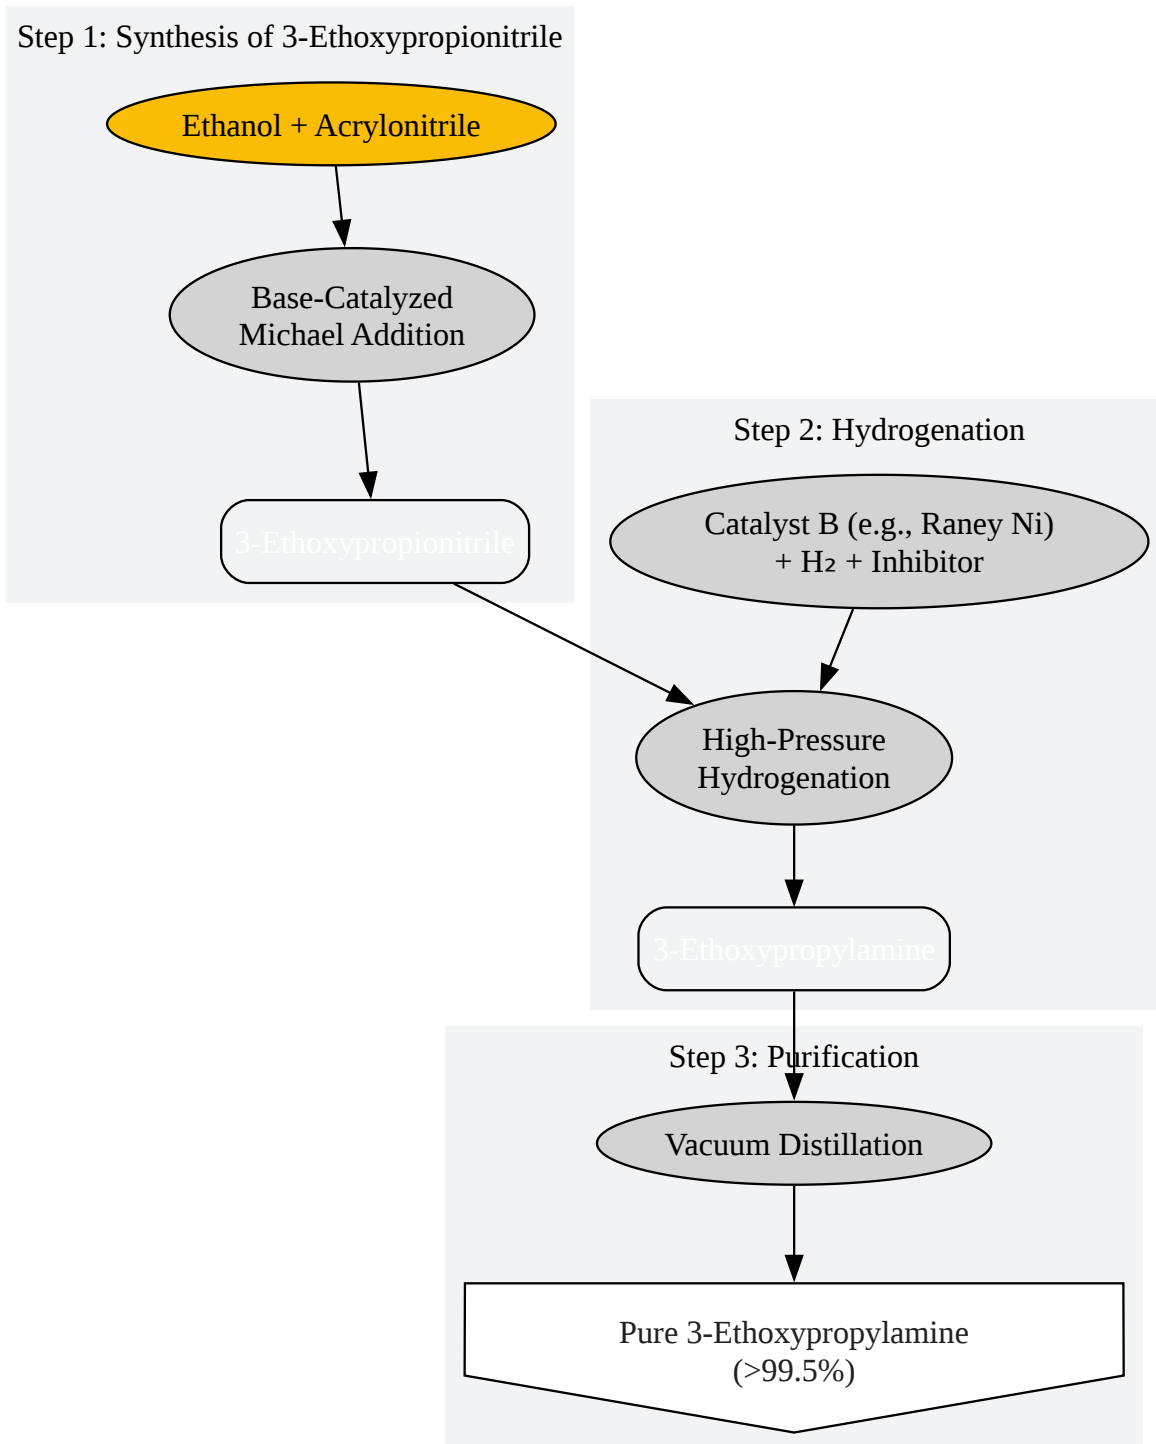 Step 1: Synthesis of 3-Ethoxypropionitrile
Ethanol + Acrylonitrile
Base-Catalyzed
Michael Addition
3-Ethoxypropionitrile
Step 2: Hydrogenation
Catalyst B (e.g., Raney Ni)
+ H₂ + Inhibitor
High-Pressure
Hydrogenation
3-Ethoxypropylamine
Step 3: Purification
Vacuum Distillation
Pure 3-Ethoxypropylamine
(>99.5%)